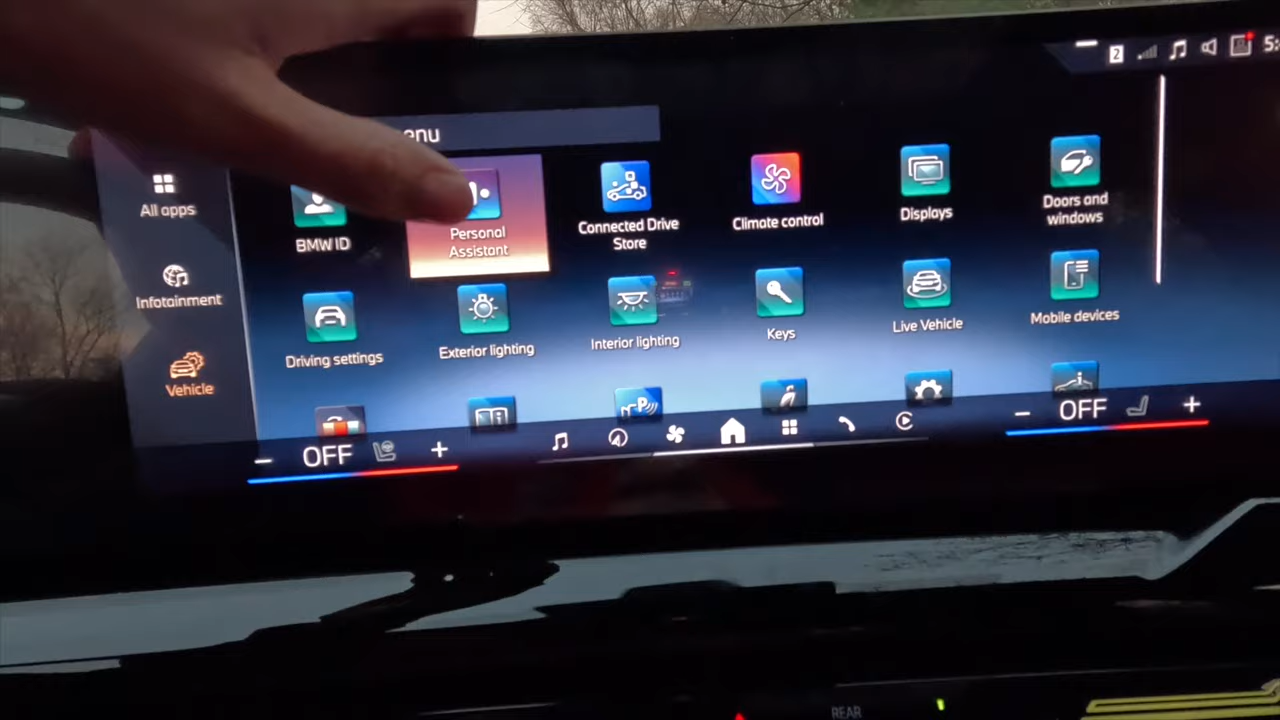 enu
2
5:
All apps
Infotainment
Vehicle
BMW ID
Personal
Assistant
Connected Drive
Store
Climate control
Displays
Doors and
windows
Driving settings
Exterior lighting
Interior lighting
Keys
Live Vehicle
Mobile devices
P
- OFF +
- OFF +
REAR